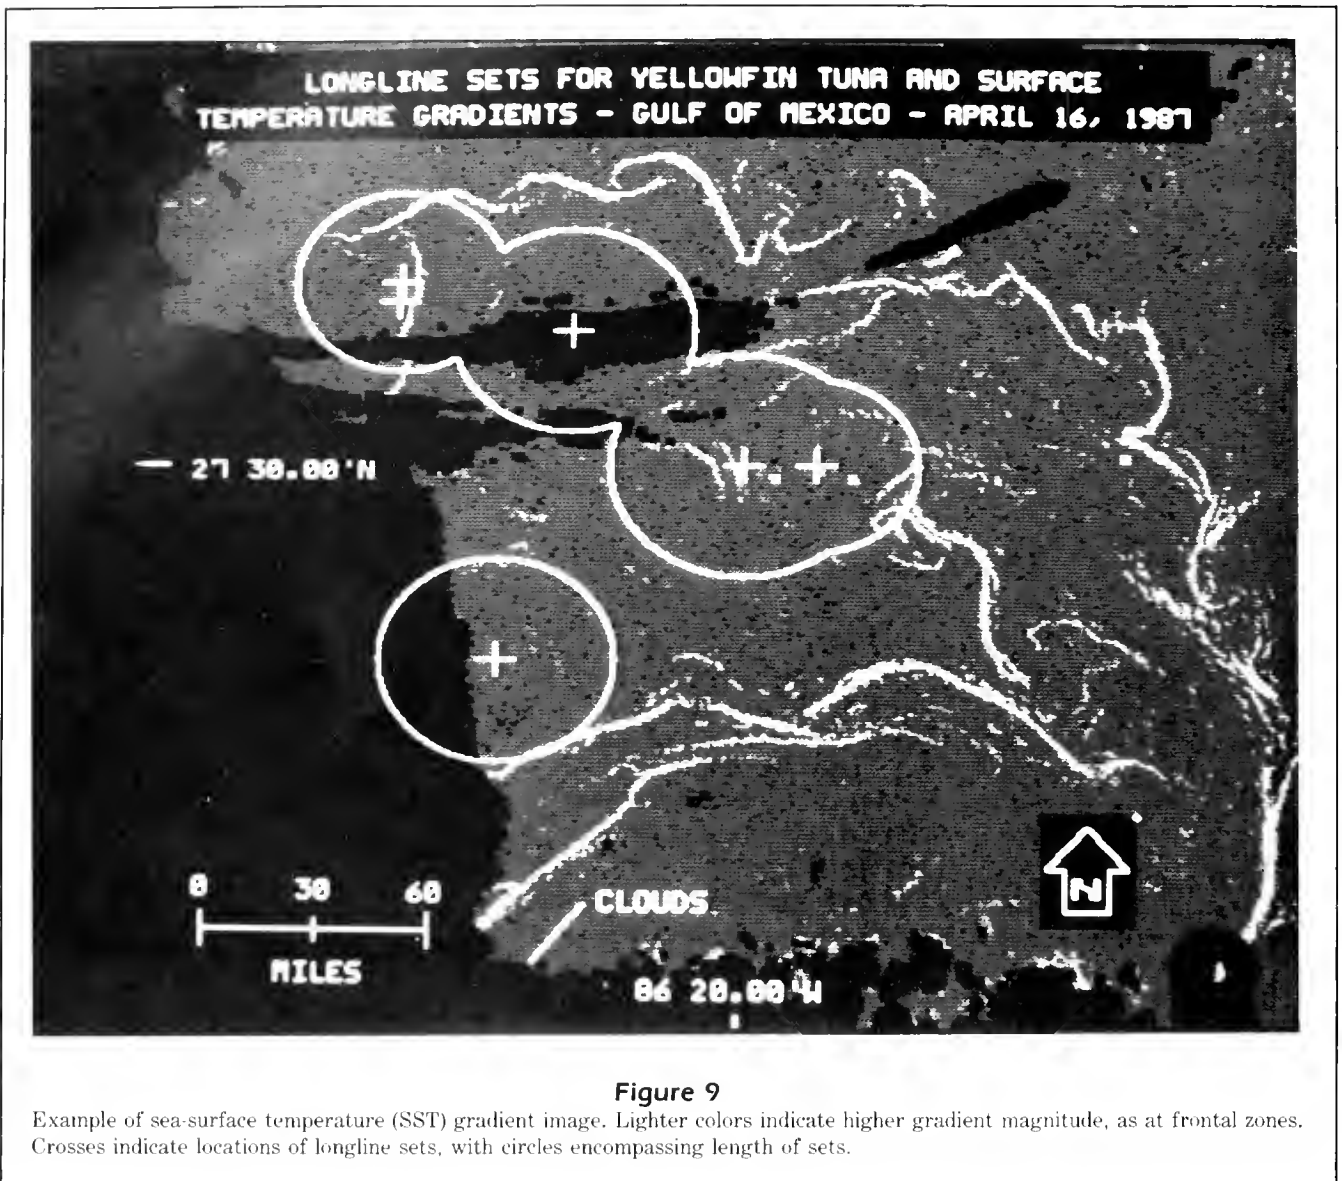 LONGLINE SETS FOR YELLOWFIN TUNA AND SURFACE
TEMPERATURE GRADIENTS - GULF OF MEXICO - APRIL 16, 1987
27 30.00'N
0 30 60
MILES
CLOUDS
N
86 20.00'W
Figure 9
Example of sea-surface temperature (SST) gradient image. Lighter colors indicate higher gradient magnitude, as at frontal zones.
Crosses indicate locations of longline sets, with circles encompassing length of sets.